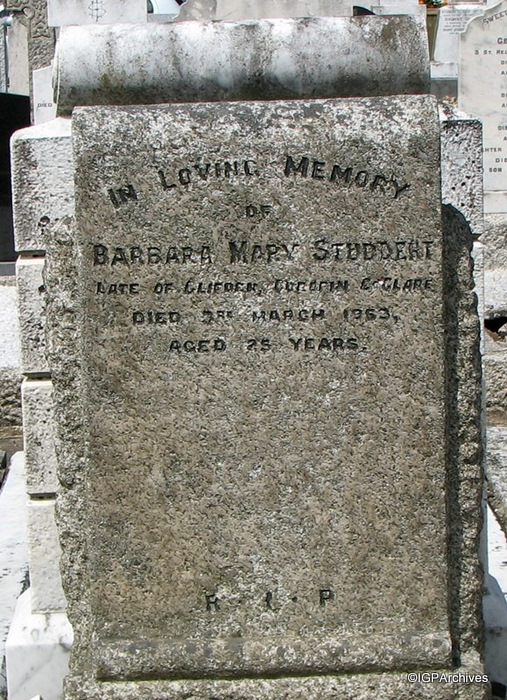 IN LOVING MEMORY
OF
BARBARA MARY STUDDERT
LATE OF CLIFDEN, COROFIN Co CLARE
DIED 3RD MARCH 1953,
AGED 25 YEARS.
R·I·P
©IGPArchives